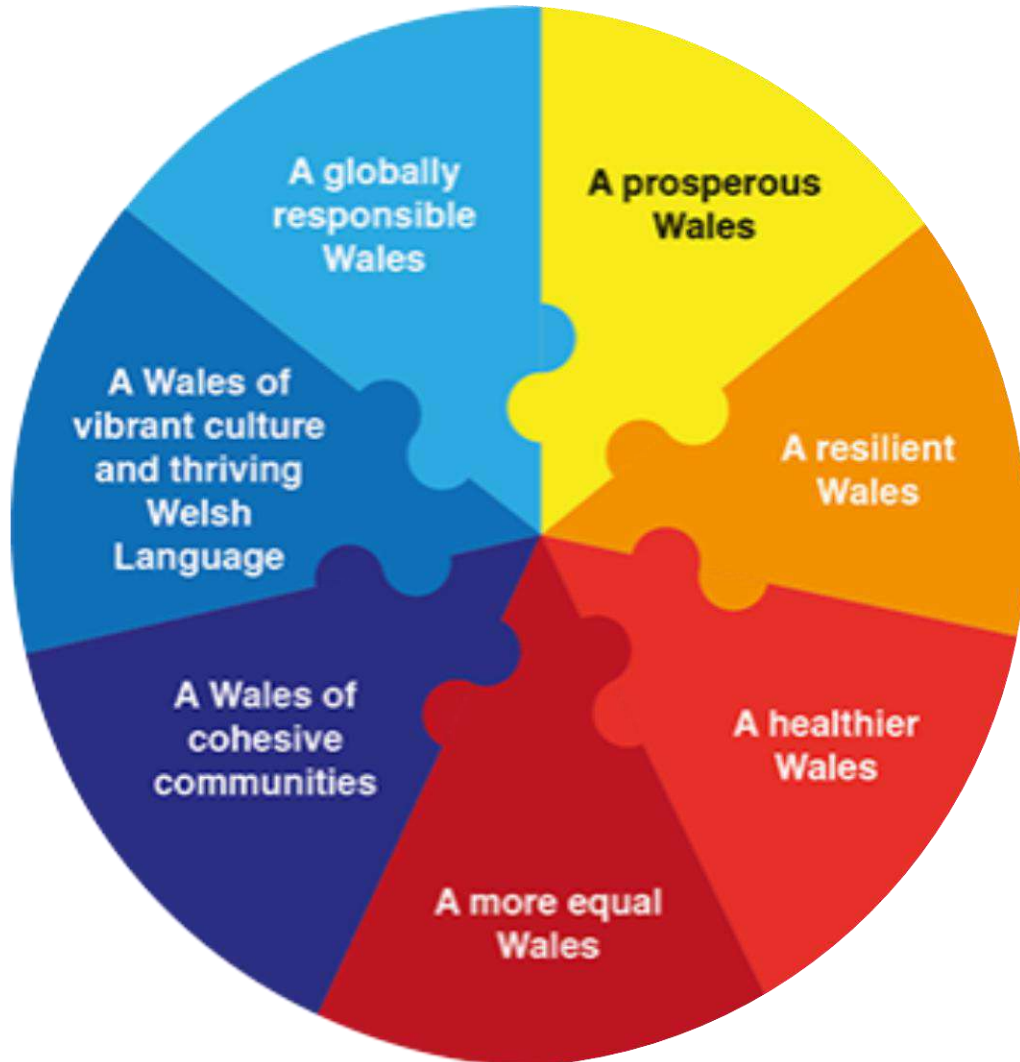 A prosperous
Wales
A resilient
Wales
A healthier
Wales
A more equal
Wales
A Wales of
cohesive
communities
A Wales of
vibrant culture
and thriving
Welsh
Language
A globally
responsible
Wales